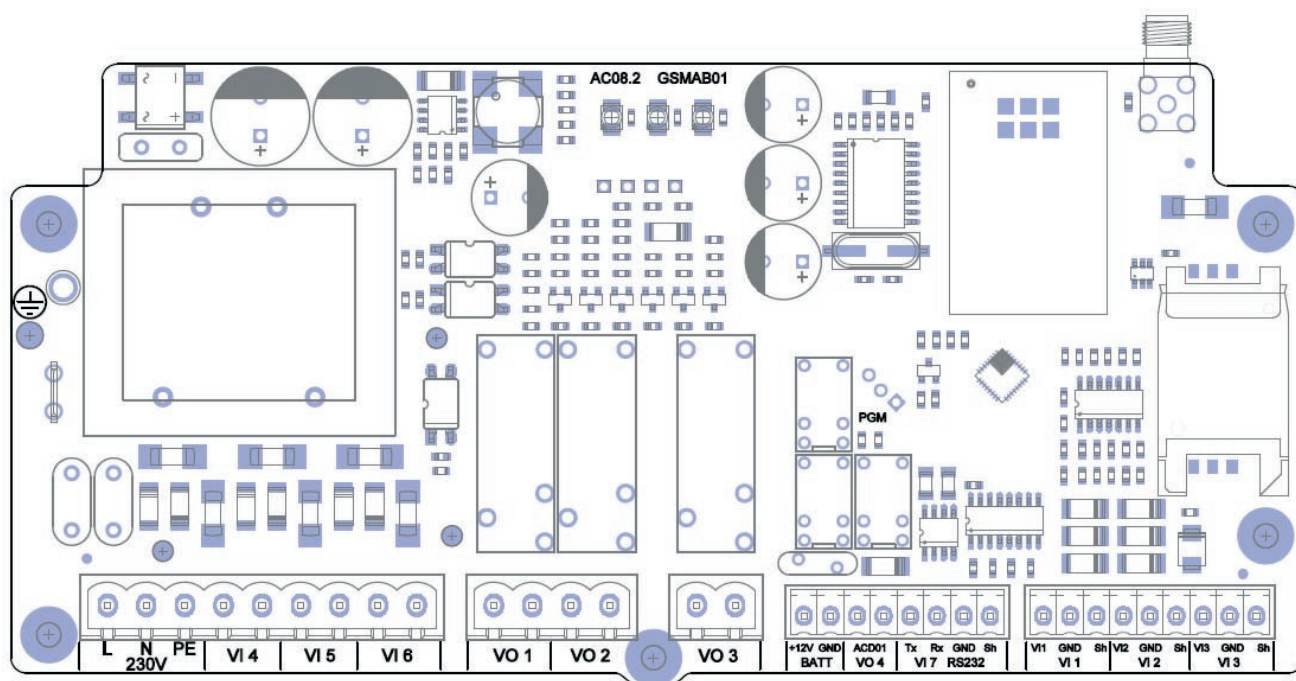 AC08.2 GSMAB01
PGM
L N PE VI 4 VI 5 VI 6 VO 1 VO 2 VO 3
230V
+12V GND ACD01 Tx Rx GND Sh VI1 GND Sh VI2 GND Sh VI3 GND Sh
BATT VO 4 VI 7 RS232 VI 1 VI 2 VI 3